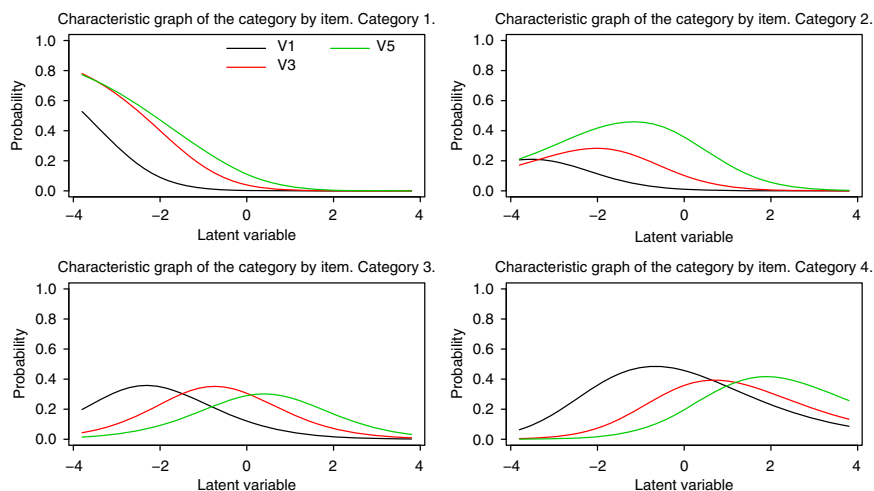 Characteristic graph of the category by item. Category 1.
1.0
0.8
0.6
0.4
0.2
0.0
Probability
V1
V3
V5
−4
−2
0
2
4
Latent variable
Characteristic graph of the category by item. Category 2.
1.0
0.8
0.6
0.4
0.2
0.0
Probability
−4
−2
0
2
4
Latent variable
Characteristic graph of the category by item. Category 3.
1.0
0.8
0.6
0.4
0.2
0.0
Probability
−4
−2
0
2
4
Latent variable
Characteristic graph of the category by item. Category 4.
1.0
0.8
0.6
0.4
0.2
0.0
Probability
−4
−2
0
2
4
Latent variable